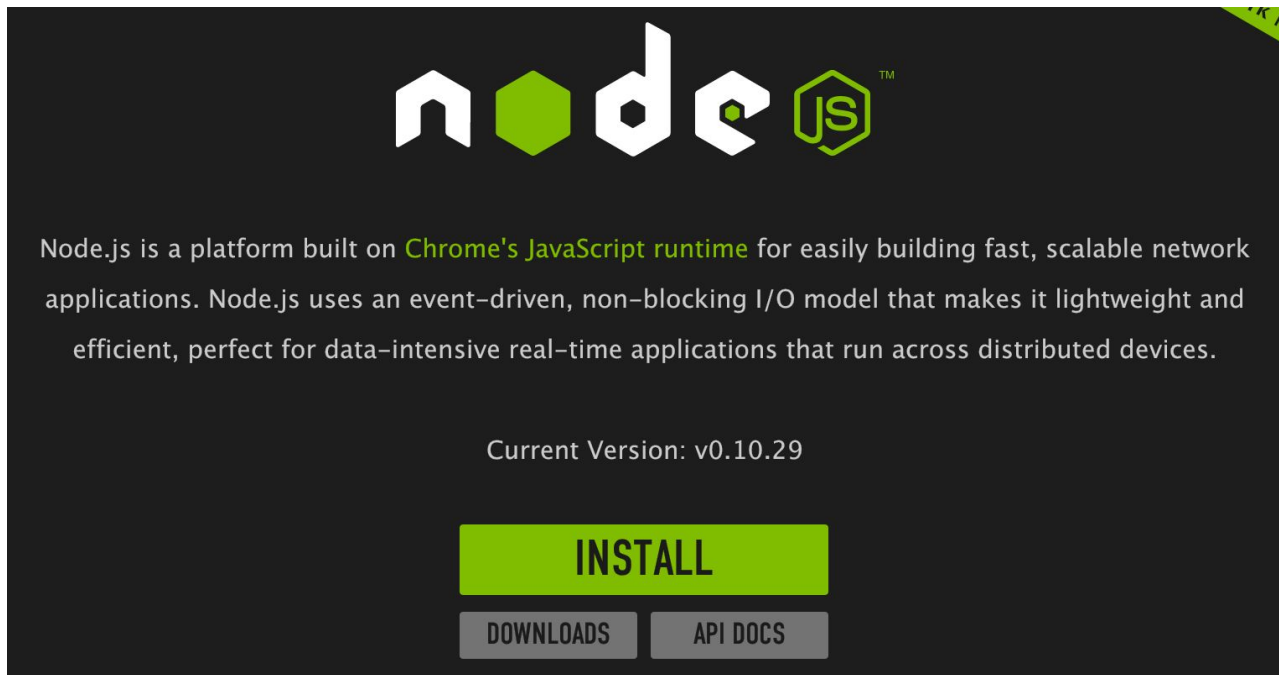 node JS™
Node.js is a platform built on Chrome's JavaScript runtime for easily building fast, scalable network
applications. Node.js uses an event-driven, non-blocking I/O model that makes it lightweight and
efficient, perfect for data-intensive real-time applications that run across distributed devices.
Current Version: v0.10.29
INSTALL
DOWNLOADS API DOCS